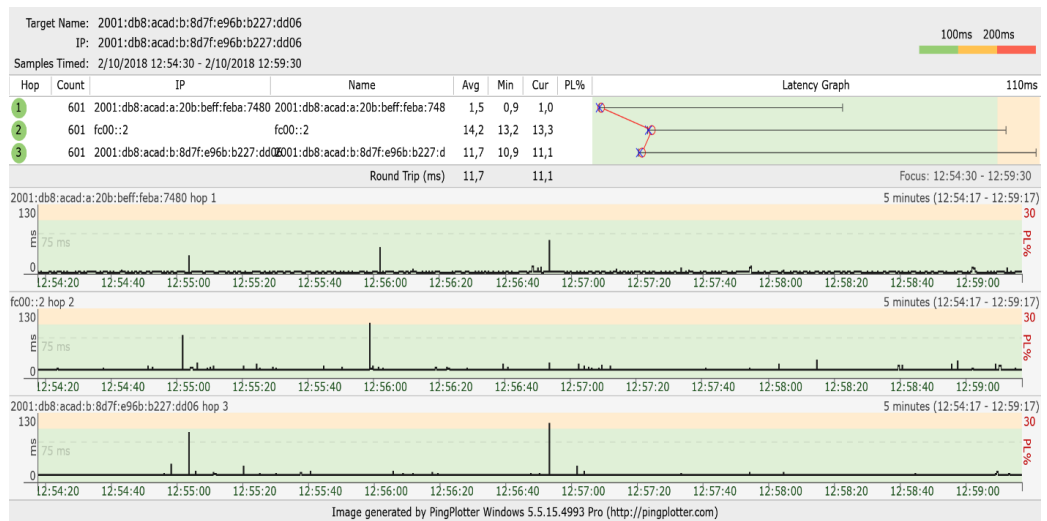 Target Name: 2001:db8:acad:b:8d7f:e96b:b227:dd06
IP: 2001:db8:acad:b:8d7f:e96b:b227:dd06
100ms 200ms
Samples Timed: 2/10/2018 12:54:30 - 2/10/2018 12:59:30
Hop Count IP Name Avg Min Cur PL% Latency Graph 110ms
1 601 2001:db8:acad:a:20b:beff:feba:7480 2001:db8:acad:a:20b:beff:feba:748 1,5 0,9 1,0
2 601 fc00::2 fc00::2 14,2 13,2 13,3
3 601 2001:db8:acad:b:8d7f:e96b:b227:dd06 2001:db8:acad:b:8d7f:e96b:b227:d 11,7 10,9 11,1
Round Trip (ms) 11,7 11,1 Focus: 12:54:30 - 12:59:30
2001:db8:acad:a:20b:beff:feba:7480 hop 1 5 minutes (12:54:17 - 12:59:17)
130 30
ms 75 ms PL%
0
12:54:20 12:54:40 12:55:00 12:55:20 12:55:40 12:56:00 12:56:20 12:56:40 12:57:00 12:57:20 12:57:40 12:58:00 12:58:20 12:58:40 12:59:00
fc00::2 hop 2 5 minutes (12:54:17 - 12:59:17)
130 30
ms 75 ms PL%
0
12:54:20 12:54:40 12:55:00 12:55:20 12:55:40 12:56:00 12:56:20 12:56:40 12:57:00 12:57:20 12:57:40 12:58:00 12:58:20 12:58:40 12:59:00
2001:db8:acad:b:8d7f:e96b:b227:dd06 hop 3 5 minutes (12:54:17 - 12:59:17)
130 30
ms 75 ms PL%
0
12:54:20 12:54:40 12:55:00 12:55:20 12:55:40 12:56:00 12:56:20 12:56:40 12:57:00 12:57:20 12:57:40 12:58:00 12:58:20 12:58:40 12:59:00
Image generated by PingPlotter Windows 5.5.15.4993 Pro (http://pingplotter.com)